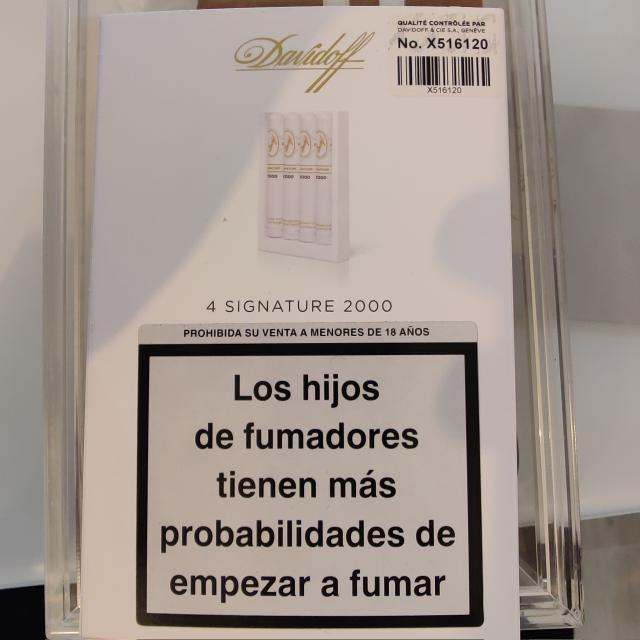 Davidoff
QUALITÉ CONTRÔLÉE PAR
DAVIDOFF & CIE S.A., GENÈVE
No. X516120
X516120
4 SIGNATURE 2000
PROHIBIDA SU VENTA A MENORES DE 18 AÑOS
Los hijos
de fumadores
tienen más
probabilidades de
empezar a fumar